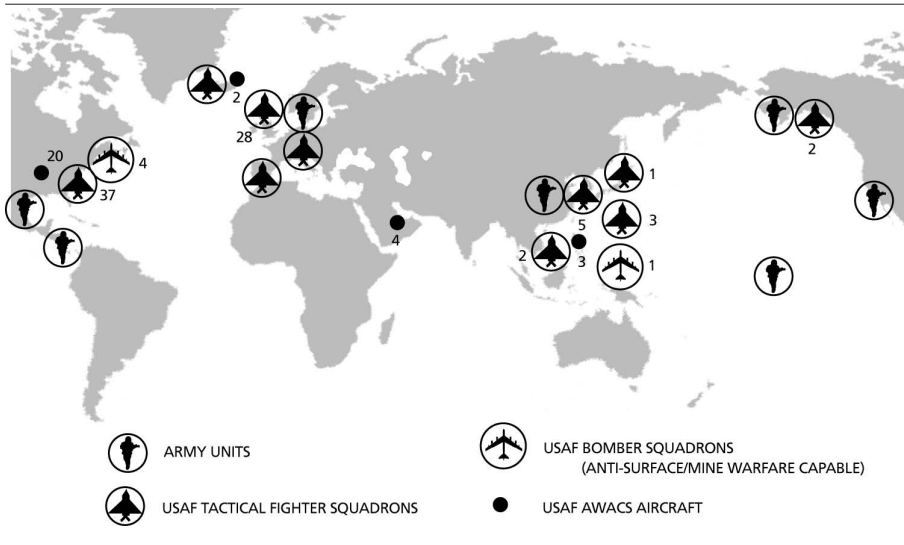 2
28
20
4
37
4
1
5
3
2
3
1
2
ARMY UNITS
USAF TACTICAL FIGHTER SQUADRONS
USAF BOMBER SQUADRONS
(ANTI-SURFACE/MINE WARFARE CAPABLE)
USAF AWACS AIRCRAFT